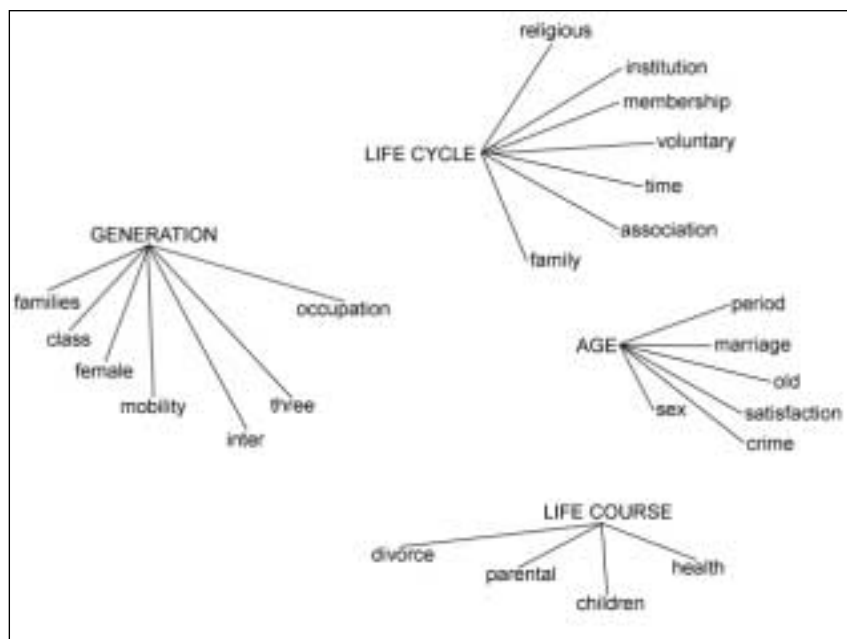 religious
institution
membership
voluntary
LIFE CYCLE
time
association
family
GENERATION
families
class
female
mobility
inter
three
occupation
period
AGE
marriage
old
satisfaction
sex
crime
LIFE COURSE
divorce
parental
children
health